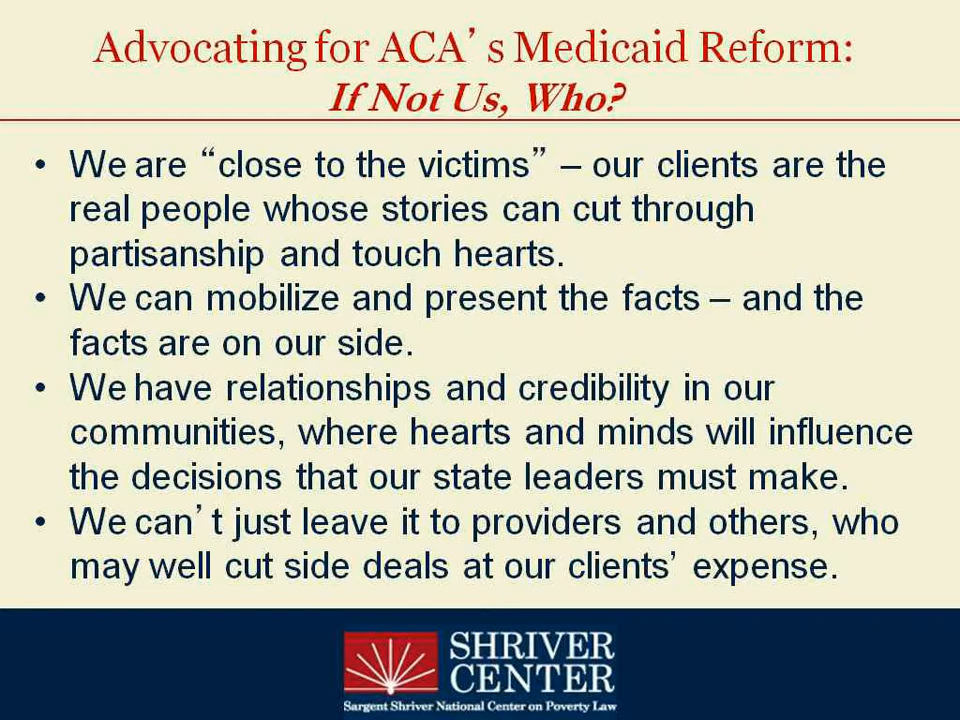 Advocating for ACA’s Medicaid Reform:
If Not Us, Who?
• We are “close to the victims” – our clients are the
real people whose stories can cut through
partisanship and touch hearts.
• We can mobilize and present the facts – and the
facts are on our side.
• We have relationships and credibility in our
communities, where hearts and minds will influence
the decisions that our state leaders must make.
• We can’t just leave it to providers and others, who
may well cut side deals at our clients’ expense.
SHRIVER
CENTER
Sargent Shriver National Center on Poverty Law